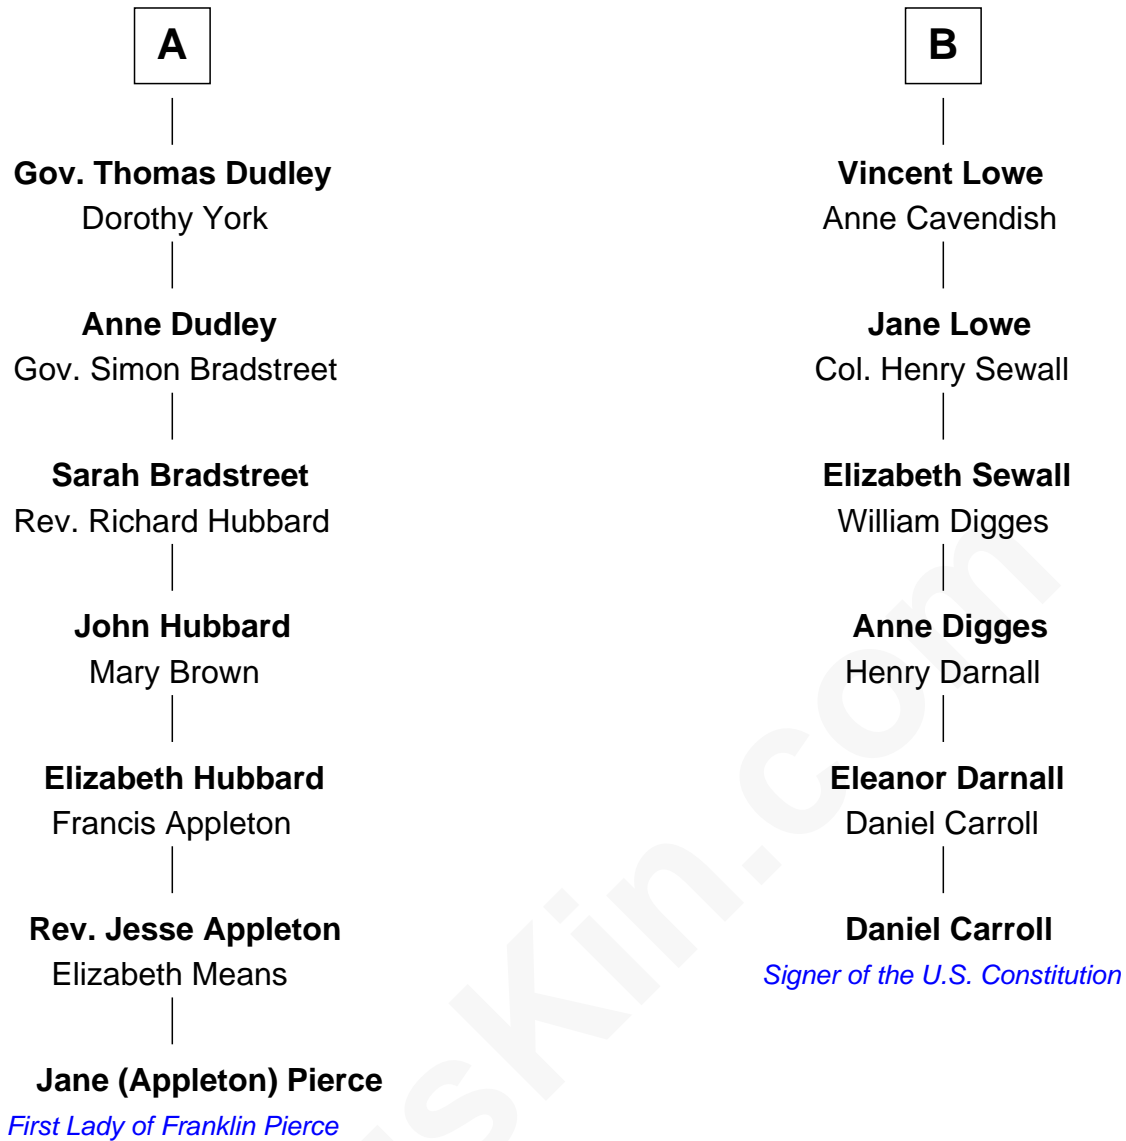 A
Gov. Thomas Dudley
Dorothy York
Anne Dudley
Gov. Simon Bradstreet
Sarah Bradstreet
Rev. Richard Hubbard
John Hubbard
Mary Brown
Elizabeth Hubbard
Francis Appleton
Rev. Jesse Appleton
Elizabeth Means
Jane (Appleton) Pierce
First Lady of Franklin Pierce
B
Vincent Lowe
Anne Cavendish
Jane Lowe
Col. Henry Sewall
Elizabeth Sewall
William Digges
Anne Digges
Henry Darnall
Eleanor Darnall
Daniel Carroll
Daniel Carroll
Signer of the U.S. Constitution
sKin.com